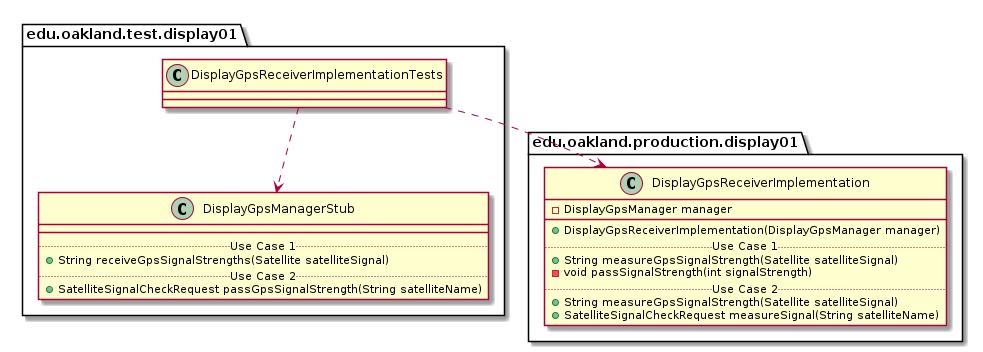 edu.oakland.test.display01
C DisplayGpsReceiverImplementationTests
C DisplayGpsManagerStub
Use Case 1
String receiveGpsSignalStrengths(Satellite satelliteSignal)
Use Case 2
SatelliteSignalCheckRequest passGpsSignalStrength(String satelliteName)
edu.oakland.production.display01
C DisplayGpsReceiverImplementation
DisplayGpsManager manager
DisplayGpsReceiverImplementation(DisplayGpsManager manager)
Use Case 1
String measureGpsSignalStrength(Satellite satelliteSignal)
void passSignalStrength(int signalStrength)
Use Case 2
String measureGpsSignalStrength(Satellite satelliteSignal)
SatelliteSignalCheckRequest measureSignal(String satelliteName)